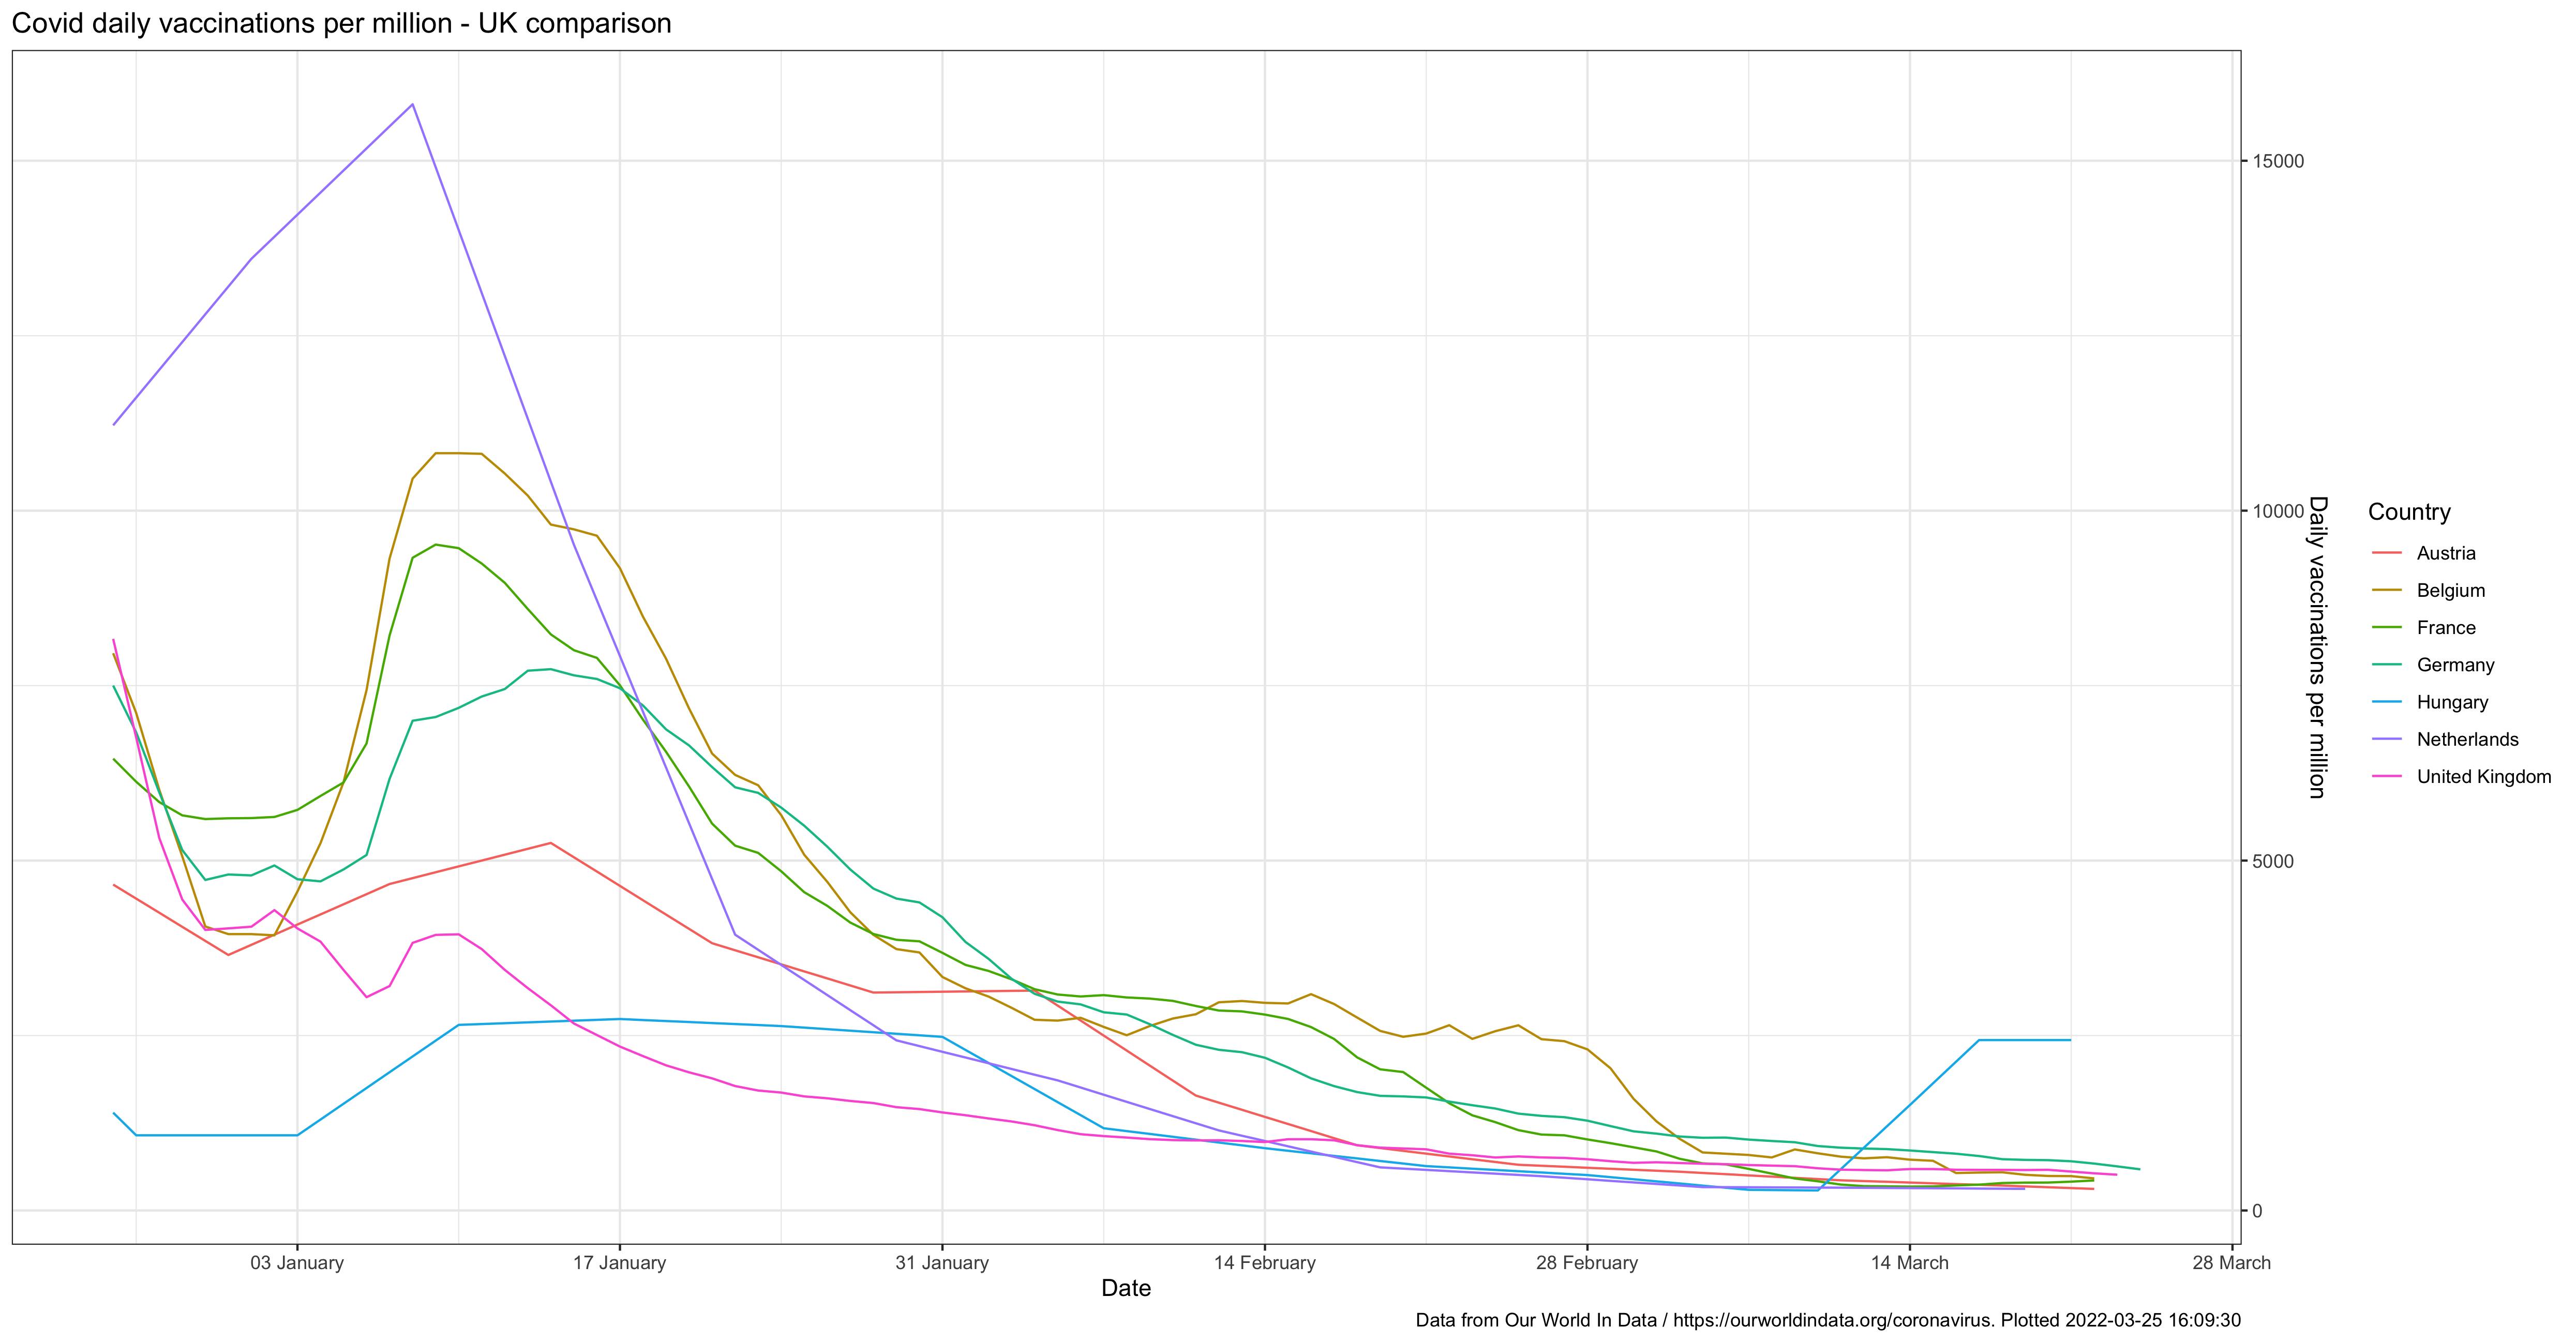 Covid daily vaccinations per million - UK comparison
15000
10000
5000
0
Daily vaccinations per million
Country
Austria
Belgium
France
Germany
Hungary
Netherlands
United Kingdom
03 January
17 January
31 January
14 February
28 February
14 March
28 March
Date
Data from Our World In Data / https://ourworldindata.org/coronavirus. Plotted 2022-03-25 16:09:30